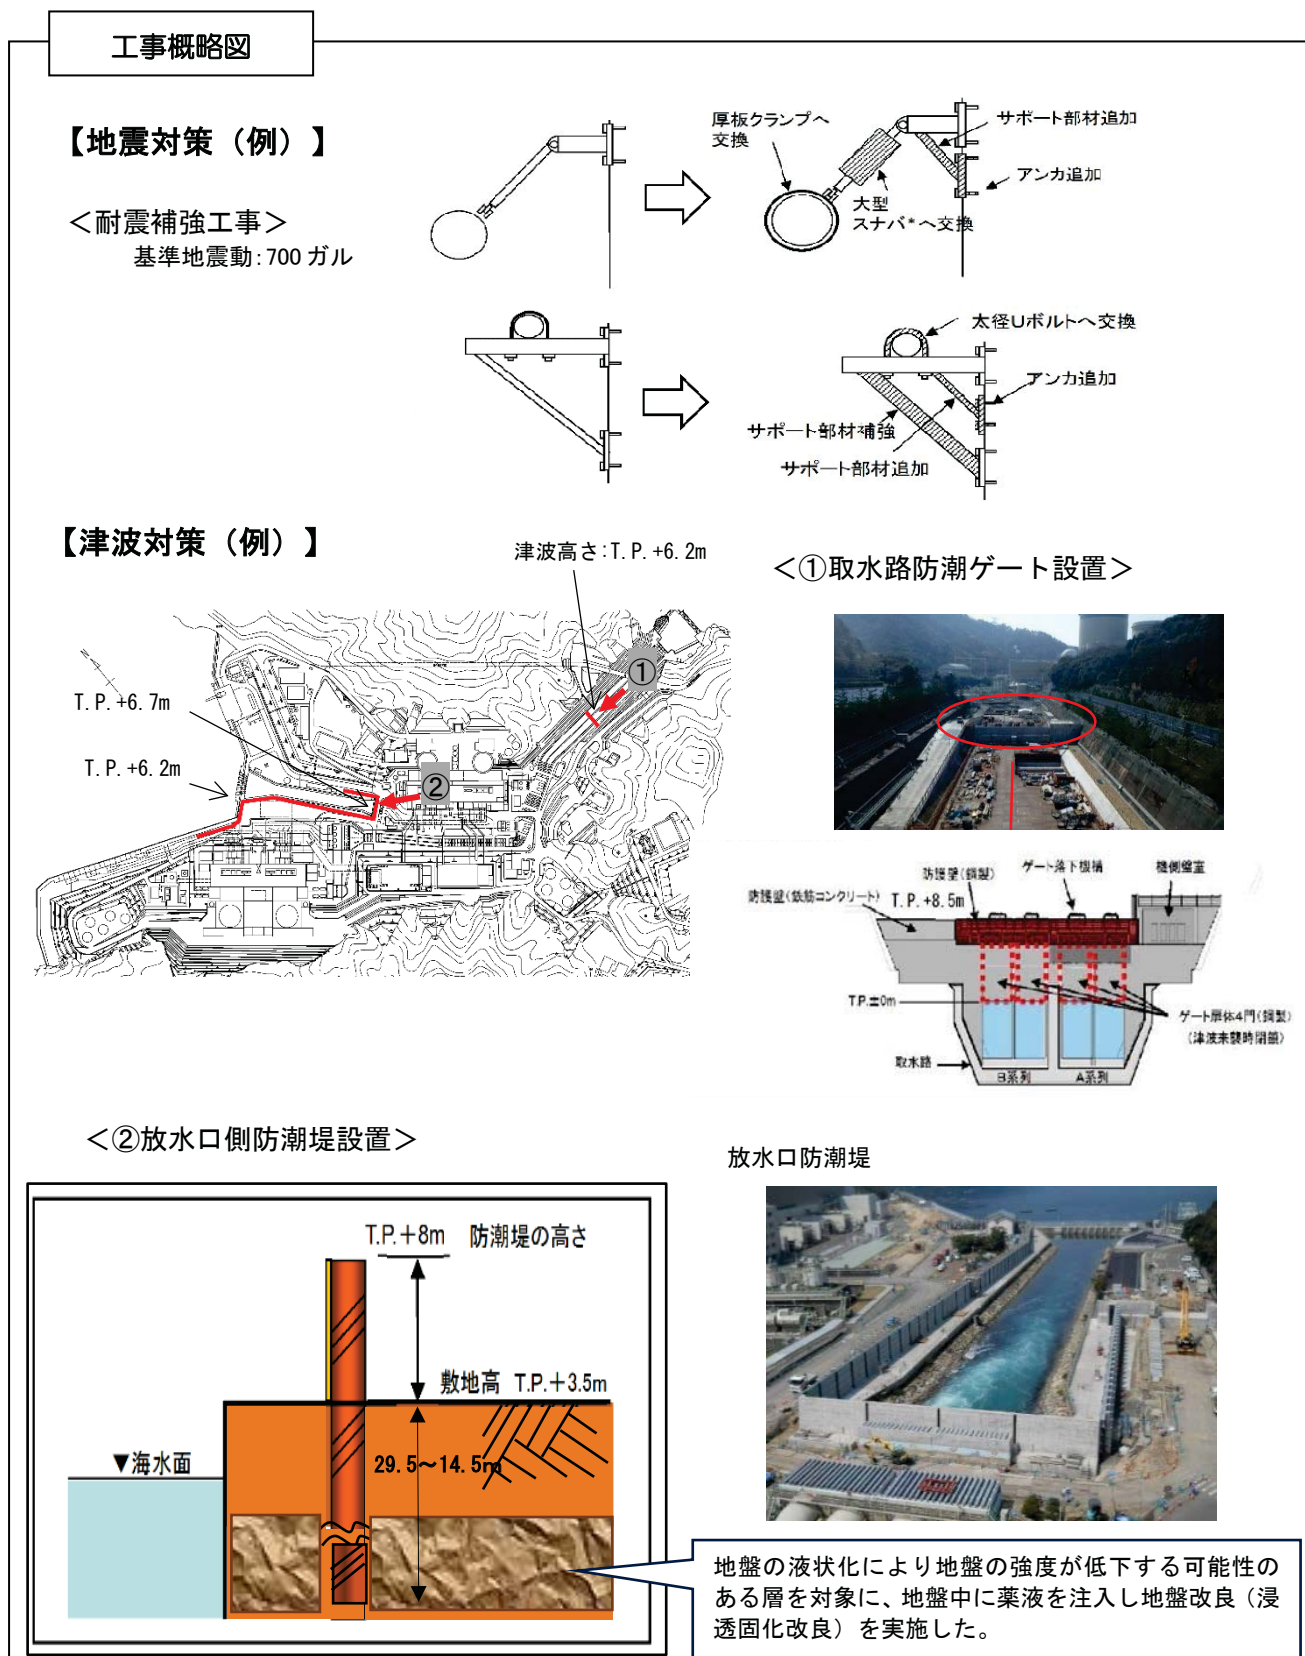 工事概略図
【地震対策（例）】
＜耐震補強工事＞
基準地震動：700 ガル
厚板クランプへ
交換
サポート部材追加
アンカ追加
大型
スナバ*へ交換
太径Uボルトへ交換
アンカ追加
サポート部材補強
サポート部材追加
【津波対策（例）】
津波高さ：T.P.+6.2m
T.P.+6.7m
T.P.+6.2m
①
②
＜①取水路防潮ゲート設置＞
防護壁（鋼製）
ゲート落下機構
機側盤室
防護壁（鉄筋コンクリート）
T.P.+8.5m
T.P.±0m
ゲート扉体4門（鋼製）
（津波来襲時閉鎖）
取水路
B系列
A系列
＜②放水口側防潮堤設置＞
T.P.＋8m 防潮堤の高さ
敷地高 T.P.＋3.5m
29.5～14.5m
▼海水面
放水口防潮堤
地盤の液状化により地盤の強度が低下する可能性の
ある層を対象に、地盤中に薬液を注入し地盤改良（浸
透固化改良）を実施した。